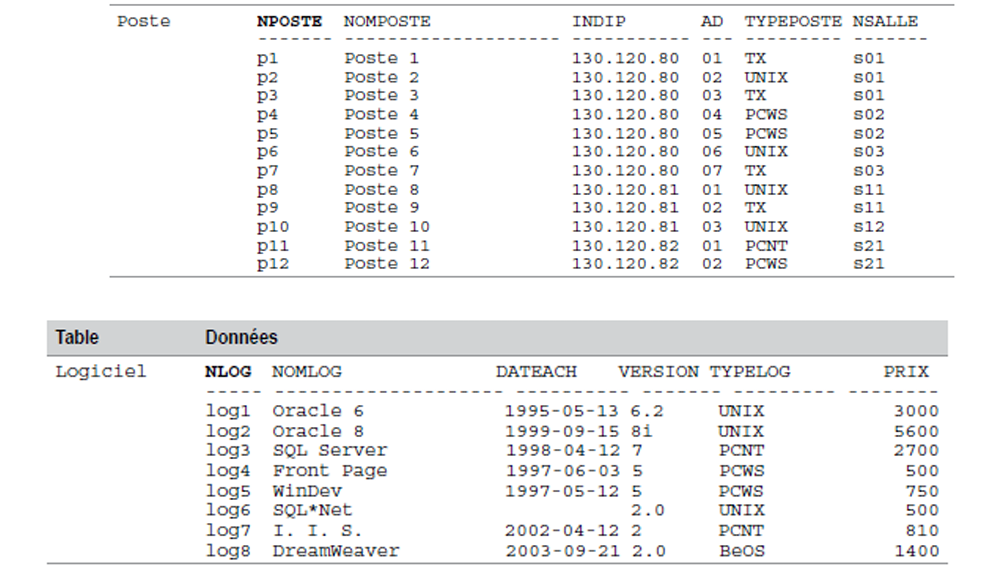 Poste NPOSTE NOMPOSTE INDIP AD TYPEPOSTE NSALLE
p1 Poste 1 130.120.80 01 TX s01
p2 Poste 2 130.120.80 02 UNIX s01
p3 Poste 3 130.120.80 03 TX s01
p4 Poste 4 130.120.80 04 PCWS s02
p5 Poste 5 130.120.80 05 PCWS s02
p6 Poste 6 130.120.80 06 UNIX s03
p7 Poste 7 130.120.80 07 TX s03
p8 Poste 8 130.120.81 01 UNIX s11
p9 Poste 9 130.120.81 02 TX s11
p10 Poste 10 130.120.81 03 UNIX s12
p11 Poste 11 130.120.82 01 PCNT s21
p12 Poste 12 130.120.82 02 PCWS s21
Table Données
Logiciel NLOG NOMLOG DATEACH VERSION TYPELOG PRIX
log1 Oracle 6 1995-05-13 6.2 UNIX 3000
log2 Oracle 8 1999-09-15 8i UNIX 5600
log3 SQL Server 1998-04-12 7 PCNT 2700
log4 Front Page 1997-06-03 5 PCWS 500
log5 WinDev 1997-05-12 5 PCWS 750
log6 SQL*Net 2.0 UNIX 500
log7 I. I. S. 2002-04-12 2 PCNT 810
log8 DreamWeaver 2003-09-21 2.0 BeOS 1400